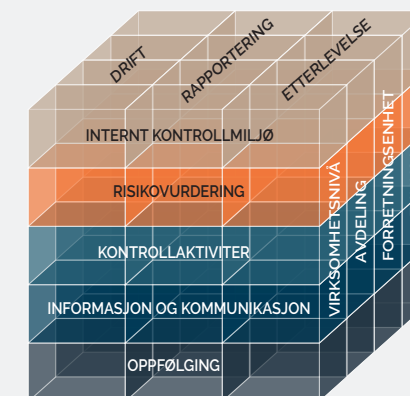 DRIFT
RAPPORTERING
ETTERLEVELSE
INTERNT KONTROLLMILJØ
RISIKOVURDERING
KONTROLLAKTIVITER
INFORMASJON OG KOMMUNIKASJON
OPPFØLGING
VIRKSOMHETSNIVÅ
AVDELING
FORRETNINGSENHET